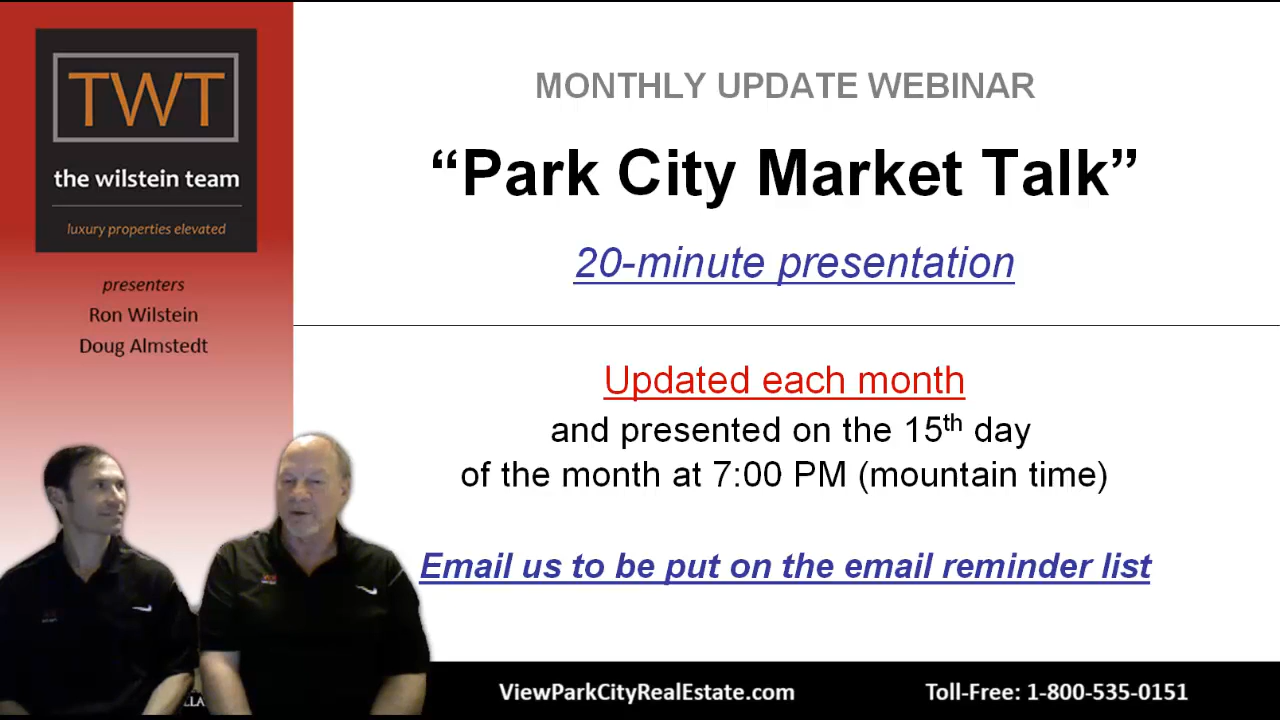 TWT
the wilstein team
luxury properties elevated
presenters
Ron Wilstein
Doug Almstedt
MONTHLY UPDATE WEBINAR
“Park City Market Talk”
20-minute presentation
Updated each month
and presented on the 15th day
of the month at 7:00 PM (mountain time)
Email us to be put on the email reminder list
ViewParkCityRealEstate.com
Toll-Free: 1-800-535-0151